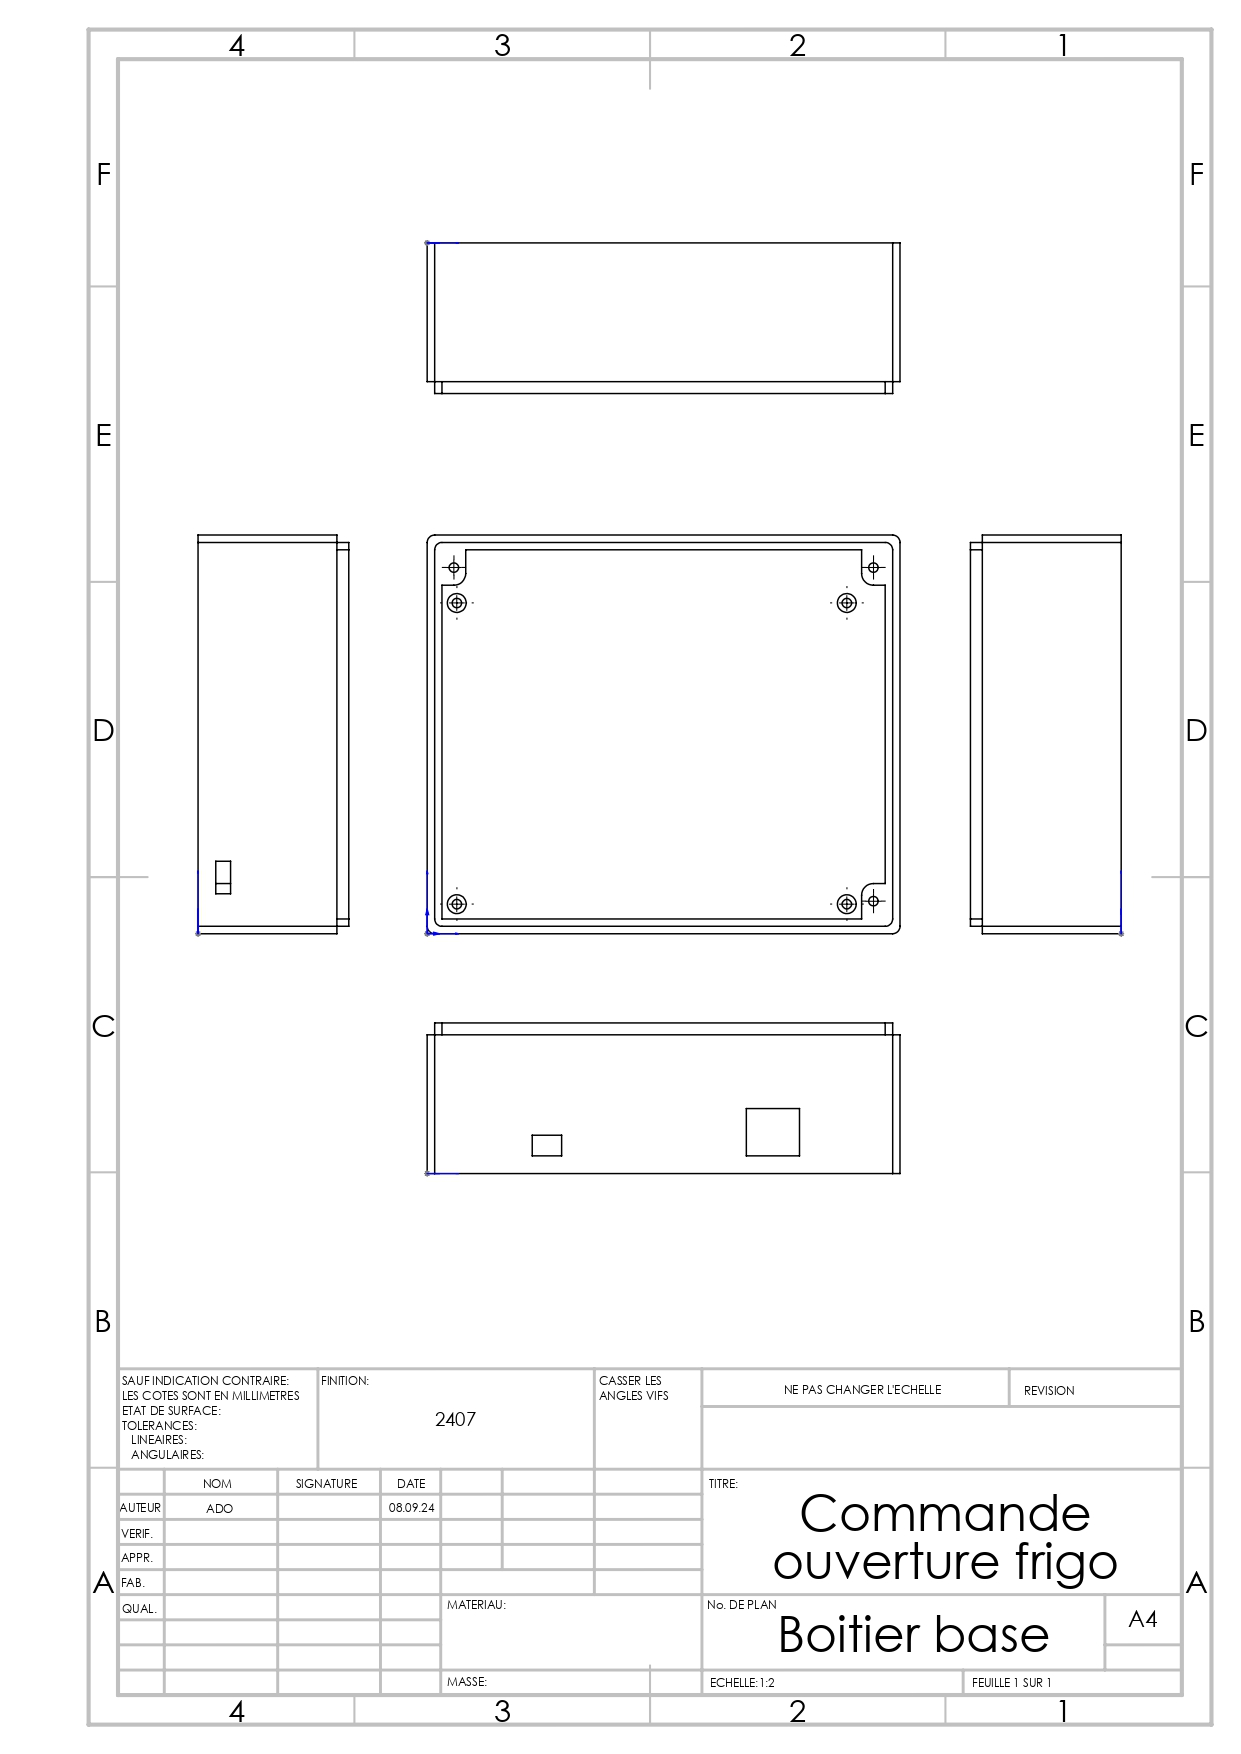 4 3 2 1
F F
E E
D D
C C
B B
SAUF INDICATION CONTRAIRE:
LES COTES SONT EN MILLIMETRES
ETAT DE SURFACE:
TOLERANCES:
LINEAIRES:
ANGULAIRES:
FINITION:
2407
CASSER LES
ANGLES VIFS
NE PAS CHANGER L'ECHELLE
REVISION
NOM SIGNATURE DATE
AUTEUR ADO 08.09.24
VERIF.
APPR.
FAB.
QUAL.
TITRE:
Commande
ouverture frigo
A A
MATERIAU:
MASSE:
No. DE PLAN
Boitier base
A4
ECHELLE:1:2
FEUILLE 1 SUR 1
4 3 2 1